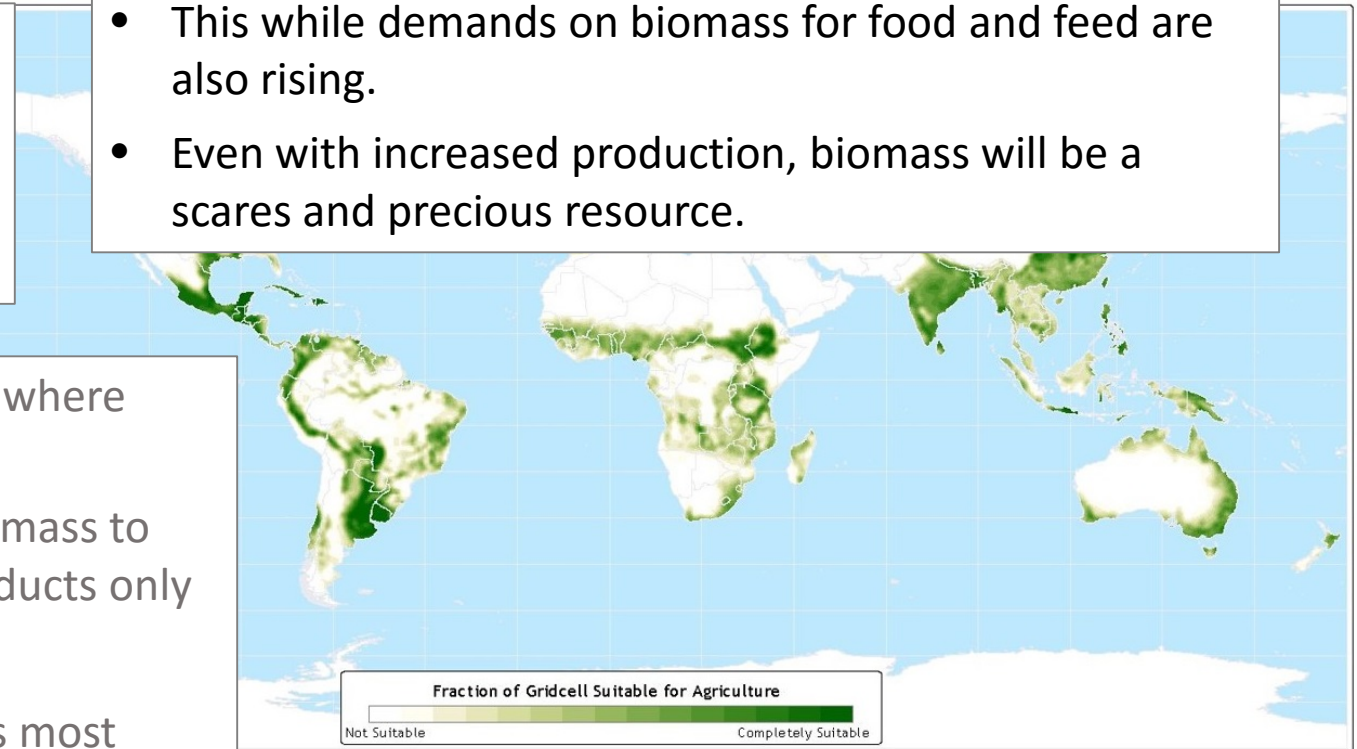 • This while demands on biomass for food and feed are
also rising.
• Even with increased production, biomass will be a
scares and precious resource.
where
mass to
ducts only
s most
Fraction of Gridcell Suitable for Agriculture
Not Suitable
Completely Suitable